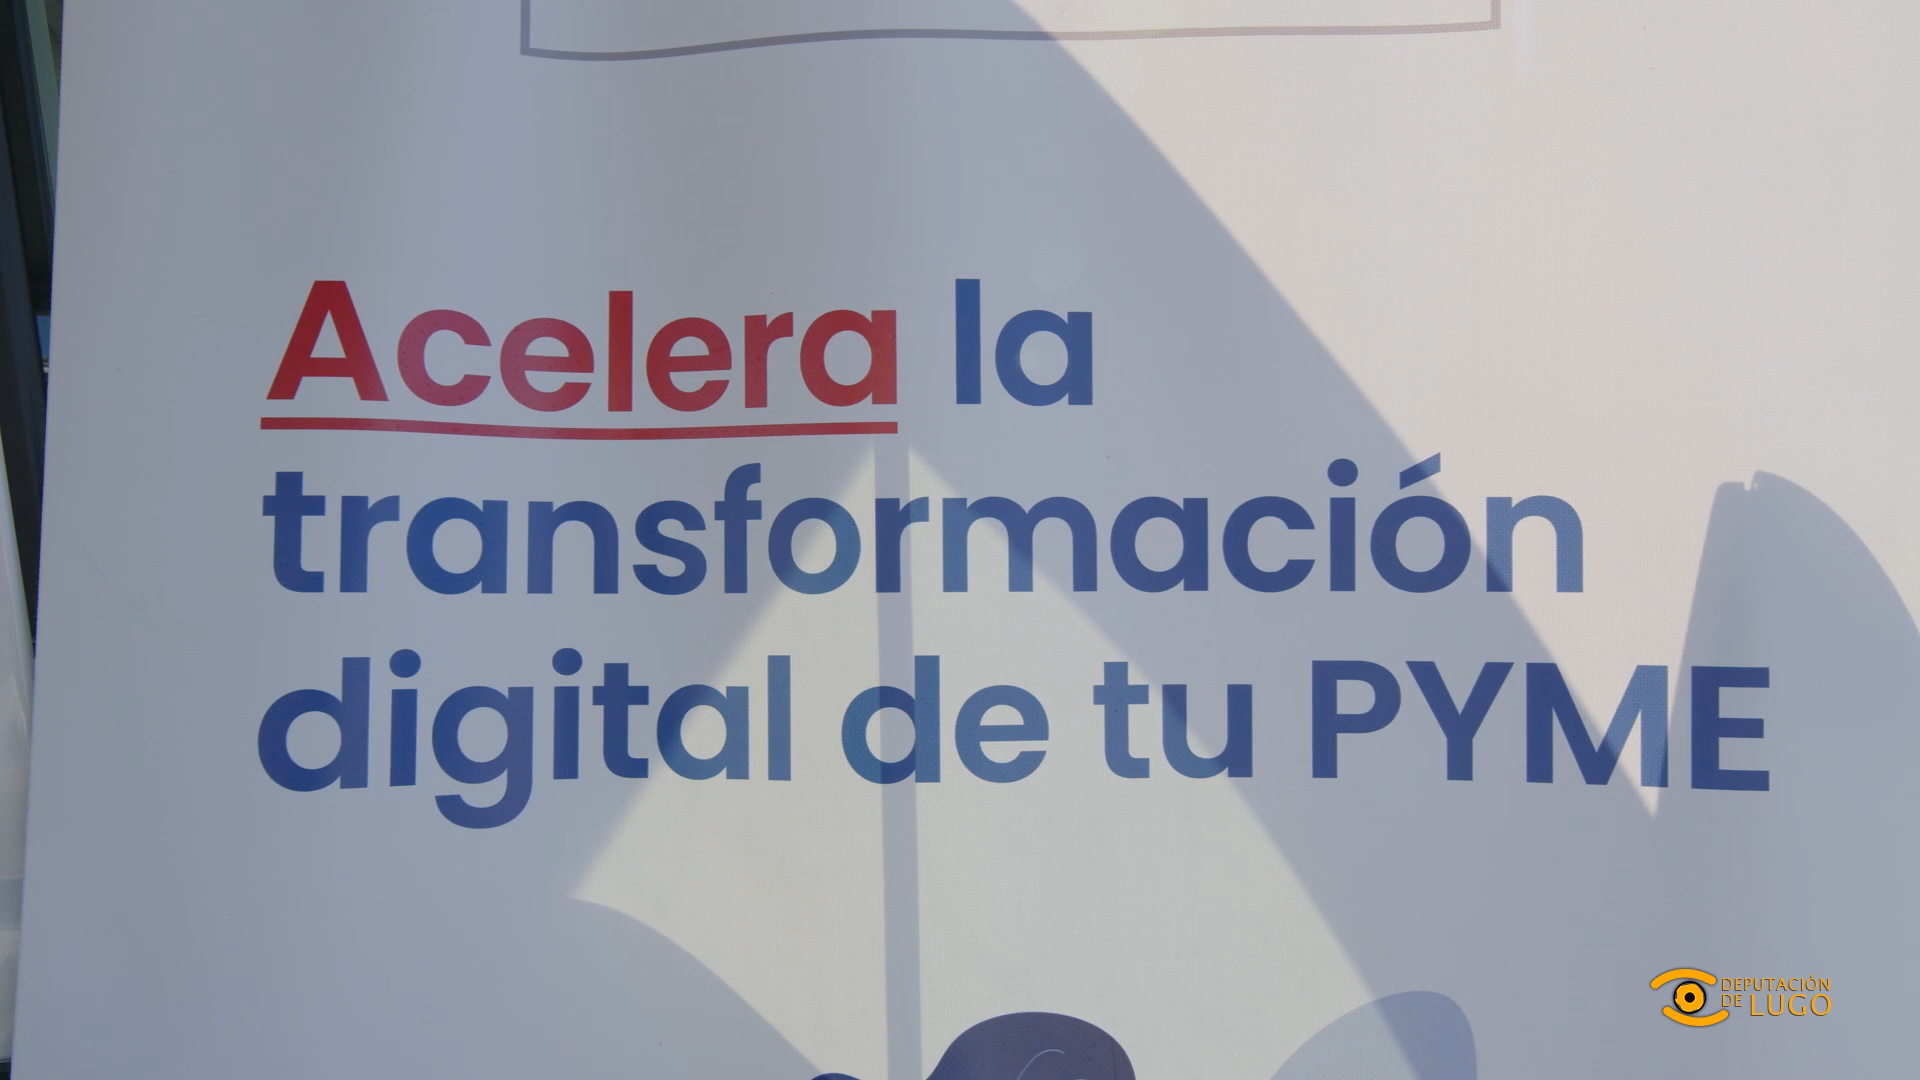 Acelera la
transformación
digital de tu PYME
DEPUTACIÓN
DE LUGO